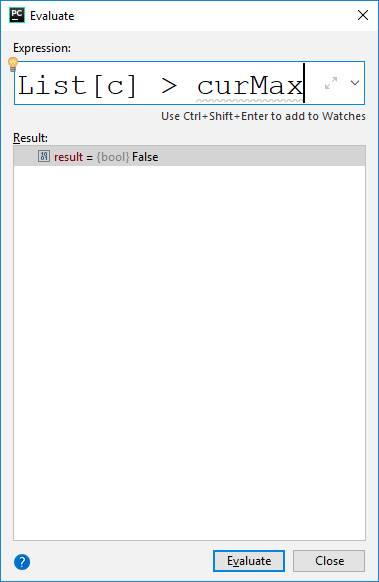 PC
Evaluate
Expression:
List[c] > curMax
Use Ctrl+Shift+Enter to add to Watches
Result:
result = {bool} False
?
Evaluate
Close